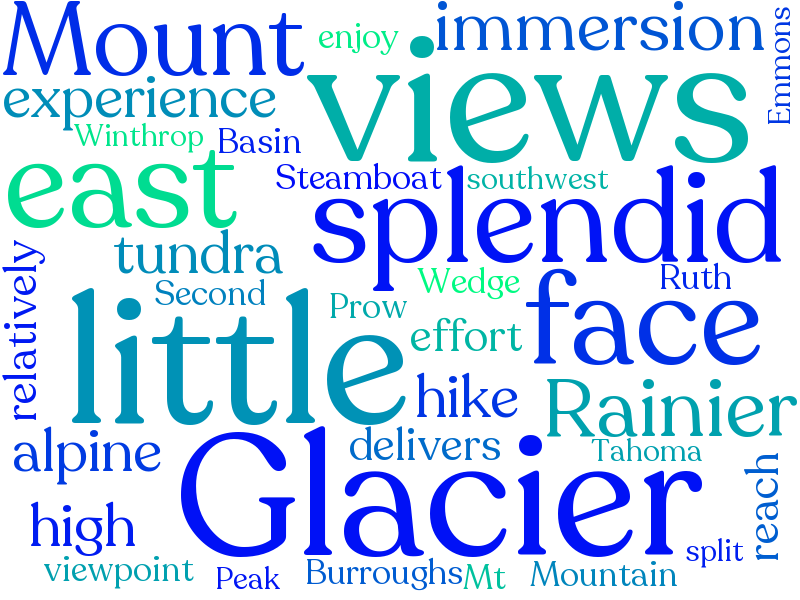 Mount
enjoy
immersion
Emmons
experience
views
Winthrop
Basin
east
Steamboat
southwest
splendid
tundra
relatively
Second
Wedge
Ruth
Prow
little
effort
face
hike
Rainier
alpine
delivers
Tahoma
Glacier
reach
high
split
viewpoint
Peak
Burroughs
Mt
Mountain